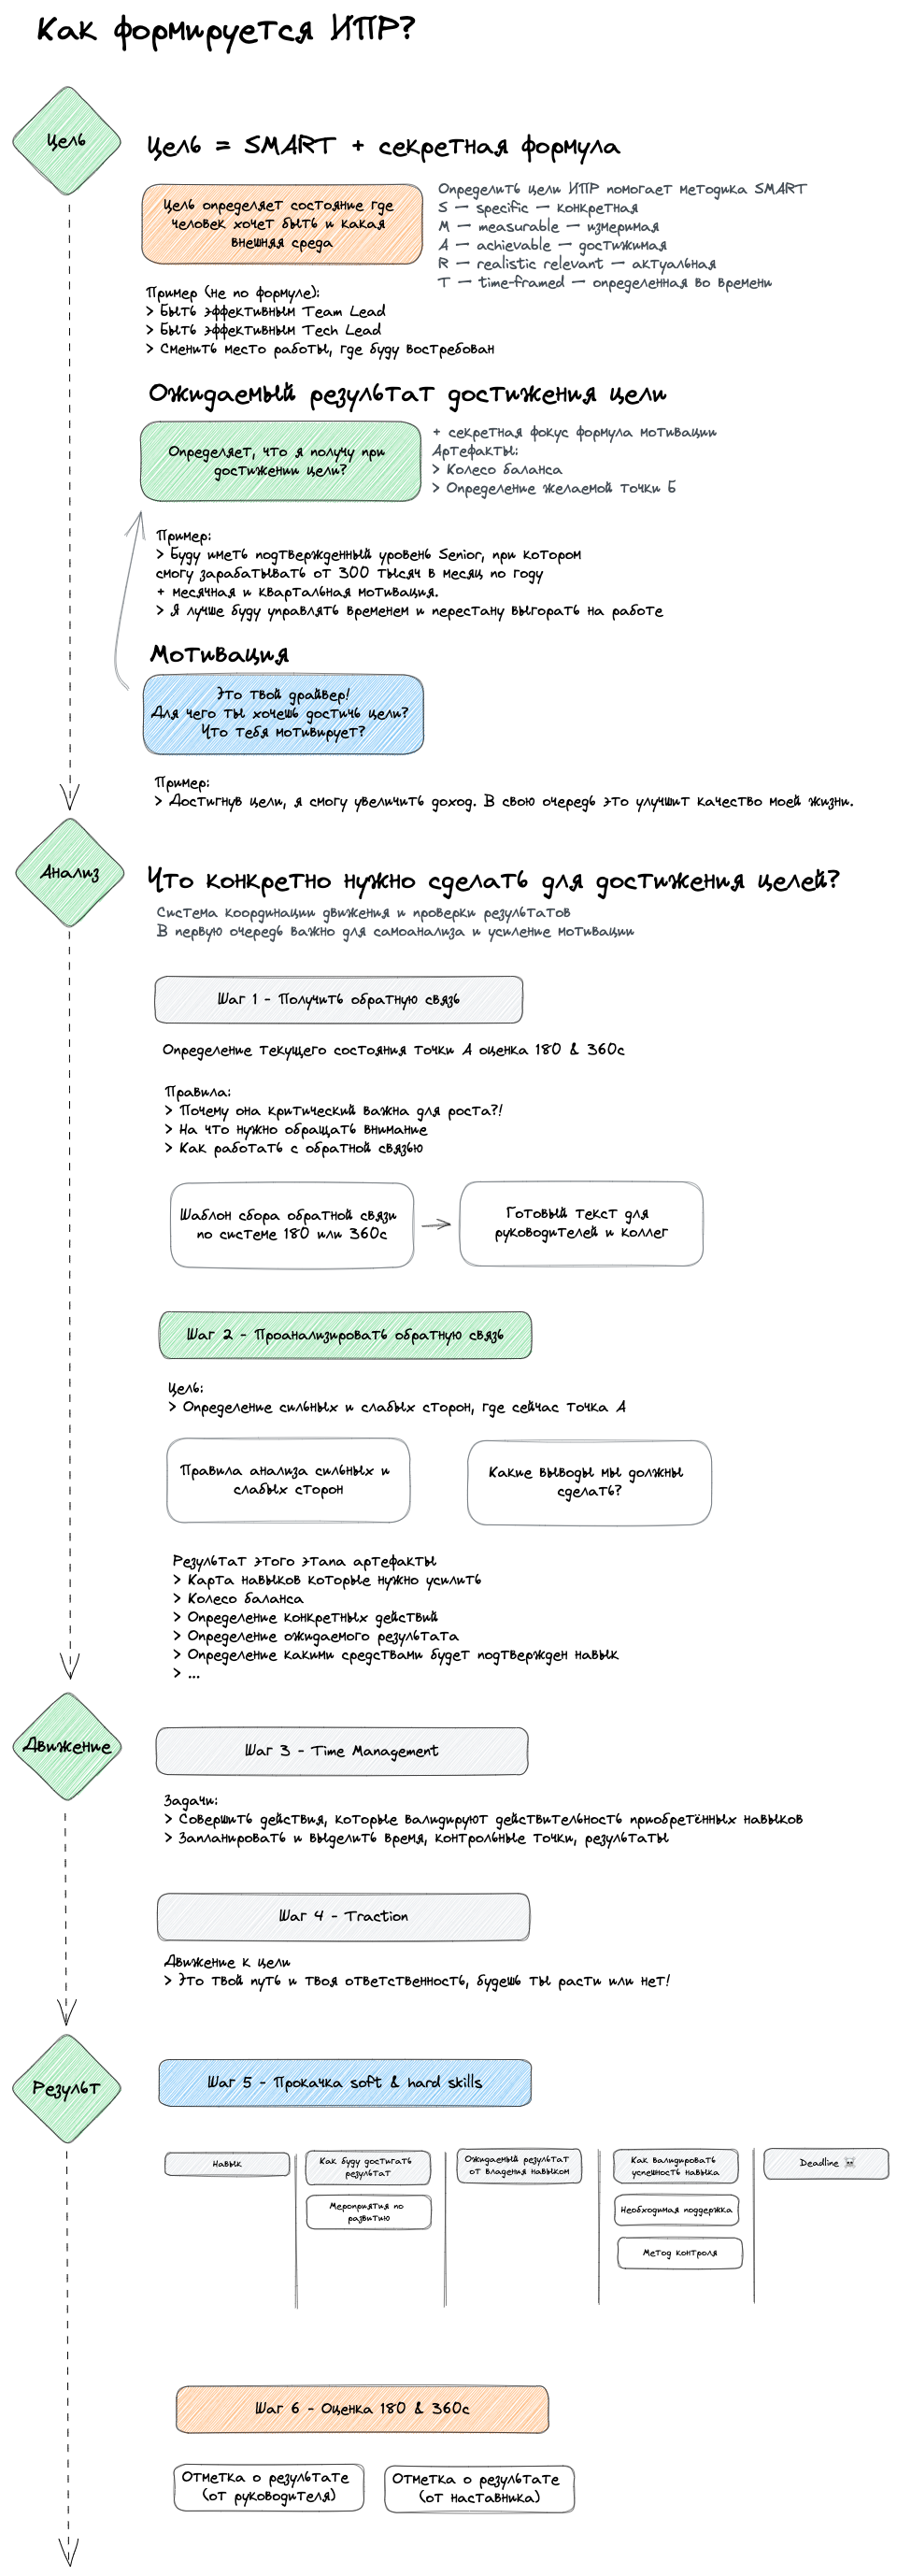 Как формируется ИПР?
Цель
Цель = SMART + секретная формула
Цель определяет состояние где
человек хочет быть и какая
внешняя среда
Определить цели ИПР помогает методика SMART
S — specific — конкретная
M — measurable — измеримая
A — achievable — достижимая
R — realistic relevant — актуальная
T — time-framed — определенная во времени
Пример (не по формуле):
> Быть эффективным Team Lead
> Быть эффективным Tech Lead
> Сменить место работы, где буду востребован
Ожидаемый результат достижения цели
Определяет, что я получу при
достижении цели?
+ секретная фокус формула мотивации
Артефакты:
> Колесо баланса
> Определение желаемой точки Б
Пример:
> Буду иметь подтвержденный уровень Senior, при котором
смогу зарабатывать от 300 тысяч в месяц по году
+ месячная и квартальная мотивация.
> Я лучше буду управлять временем и перестану выгорать на работе
Мотивация
Это твой драйвер!
Для чего ты хочешь достичь цели?
Что тебя мотивирует?
Пример:
> Достигнув цели, я смогу увеличить доход. В свою очередь это улучшит качество моей жизни.
Анализ
Что конкретно нужно сделать для достижения целей?
Система координации движения и проверки результатов
В первую очередь важно для самоанализа и усиление мотивации
Шаг 1 - Получить обратную связь
Определение текущего состояния точки А оценка 180 & 360с
Правила:
> Почему она критический важна для роста?!
> На что нужно обращать внимание
> Как работать с обратной связью
Шаблон сбора обратной связи
по системе 180 или 360с
Готовый текст для
руководителей и коллег
Шаг 2 - Проанализировать обратную связь
Цель:
> Определение сильных и слабых сторон, где сейчас точка А
Правила анализа сильных и
слабых сторон
Какие выводы мы должны
сделать?
Результат этого этапа артефакты
> Карта навыков которые нужно усилить
> Колесо баланса
> Определение конкретных действий
> Определение ожидаемого результата
> Определение какими средствами будет подтвержден навык
> ...
Движение
Шаг 3 - Time Management
Задачи:
> Совершить действия, которые валидируют действительность приобретённых навыков
> Запланировать и выделить время, контрольные точки, результаты
Шаг 4 - Traction
Движение к цели
> Это твой путь и твоя ответственность, будешь ты расти или нет!
Результ
Шаг 5 - Прокачка soft & hard skills
Навык
Как буду достигать
результат
Мероприятия по
развитию
Ожидаемый результат
от владения навыком
Как валидировать
успешность навыка
Необходимая поддержка
Метод контроля
Deadline ☠️
Шаг 6 - Оценка 180 & 360с
Отметка о результате
(от руководителя)
Отметка о результате
(от наставника)